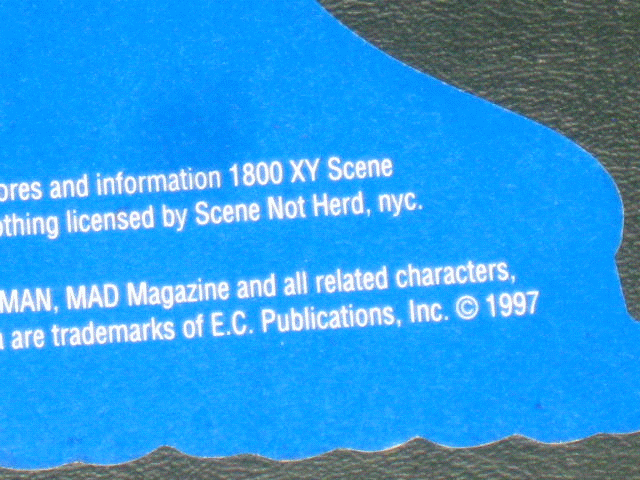 ores and information 1800 XY Scene
othing licensed by Scene Not Herd, nyc.
MAN, MAD Magazine and all related characters,
a are trademarks of E.C. Publications, Inc. © 1997